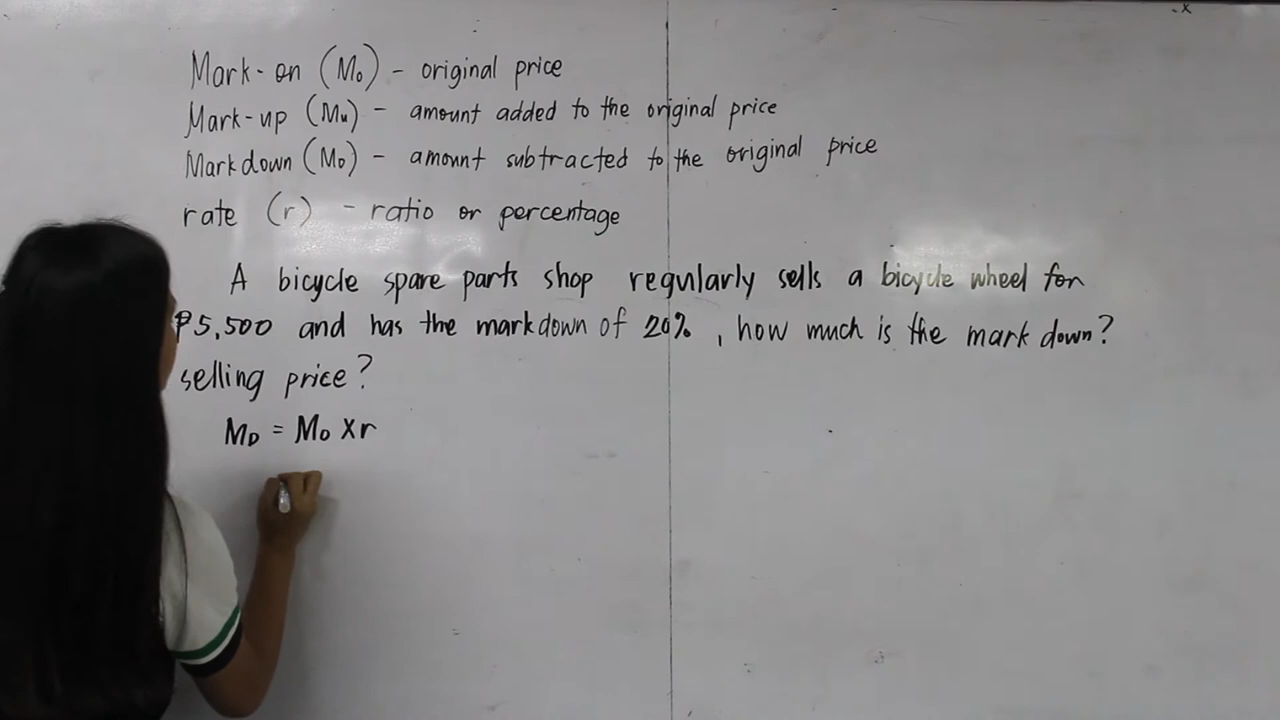 Mark-on (Mo) - original price
Mark-up (Mu) - amount added to the original price
Markdown (MD) - amount subtracted to the original price
rate (r) - ratio or percentage
A bicycle spare parts shop regularly sells a bicycle wheel for
₱5,500 and has the markdown of 20%, how much is the mark down?
selling price?
MD = Mo x r